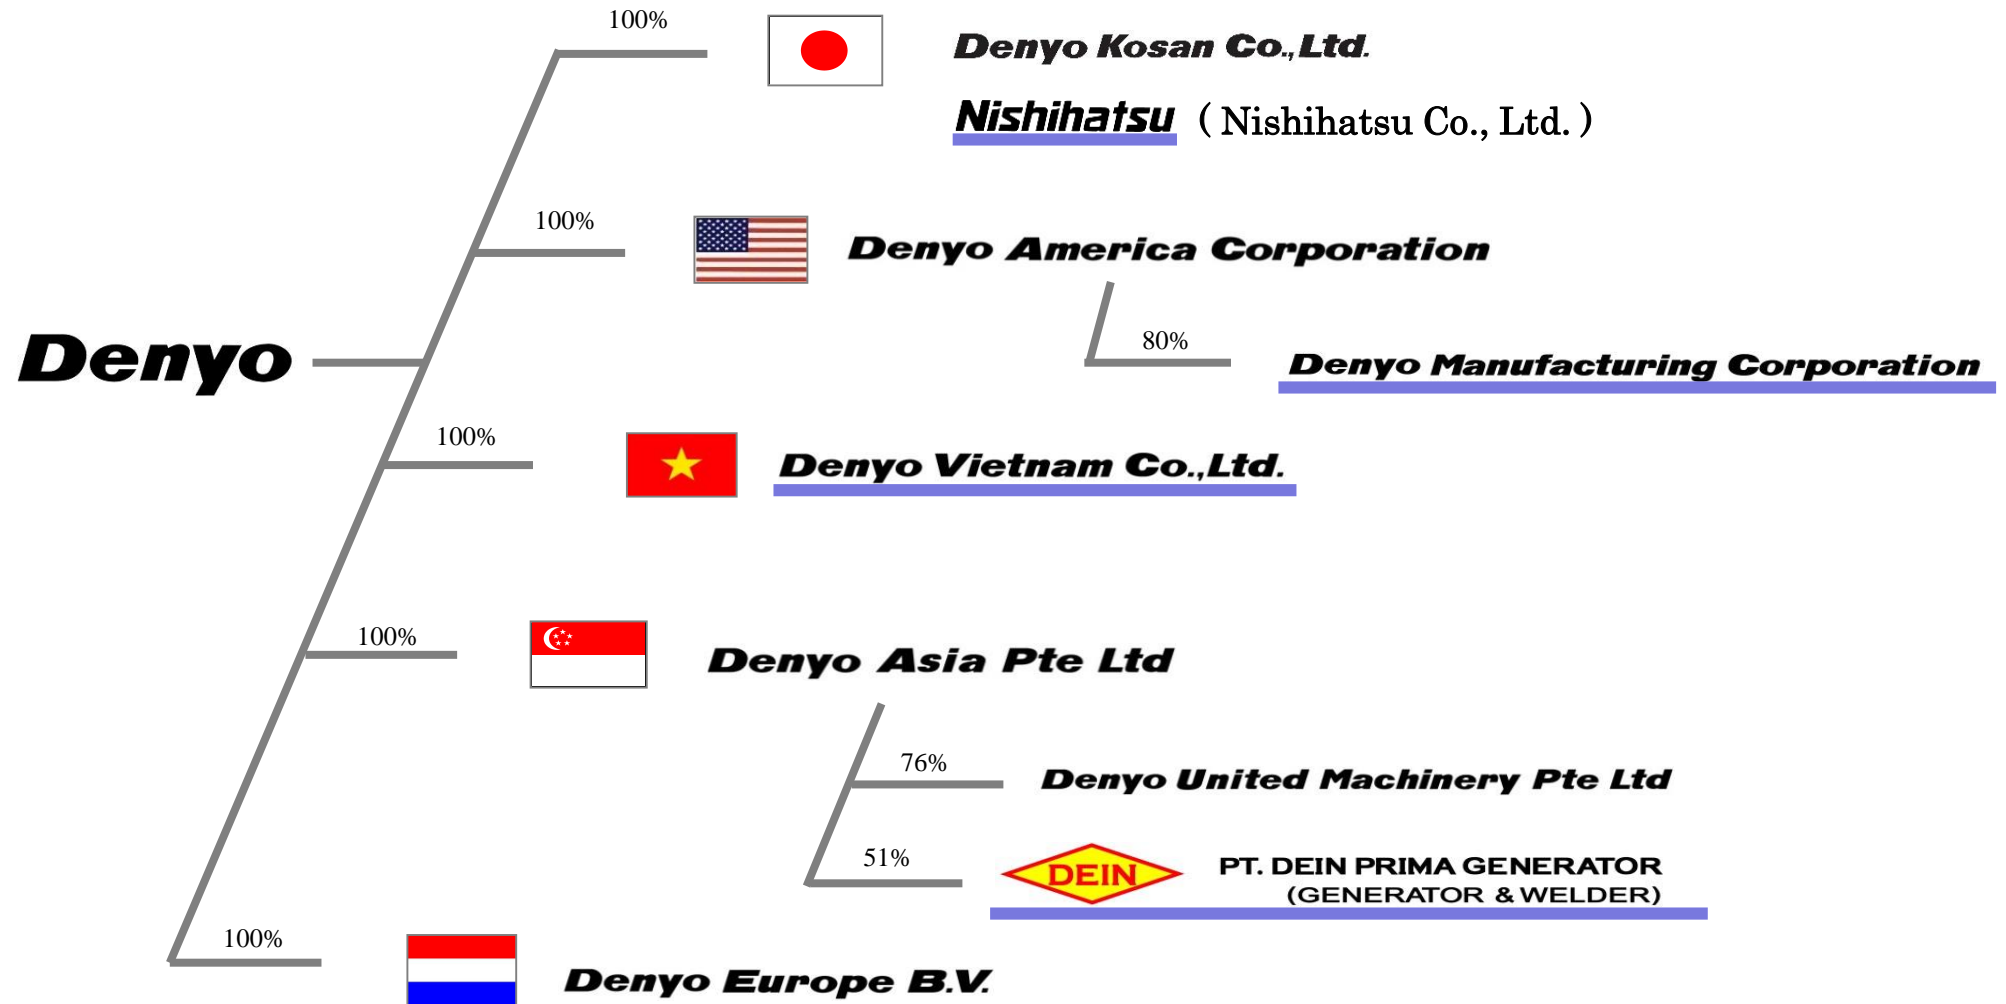 100%
Denyo Kosan Co.,Ltd.
Nishihatsu ( Nishihatsu Co., Ltd. )
100%
Denyo America Corporation
Denyo
80%
Denyo Manufacturing Corporation
100%
Denyo Vietnam Co.,Ltd.
100%
Denyo Asia Pte Ltd
76%
Denyo United Machinery Pte Ltd
51%
DEIN PT. DEIN PRIMA GENERATOR
(GENERATOR & WELDER)
100%
Denyo Europe B.V.